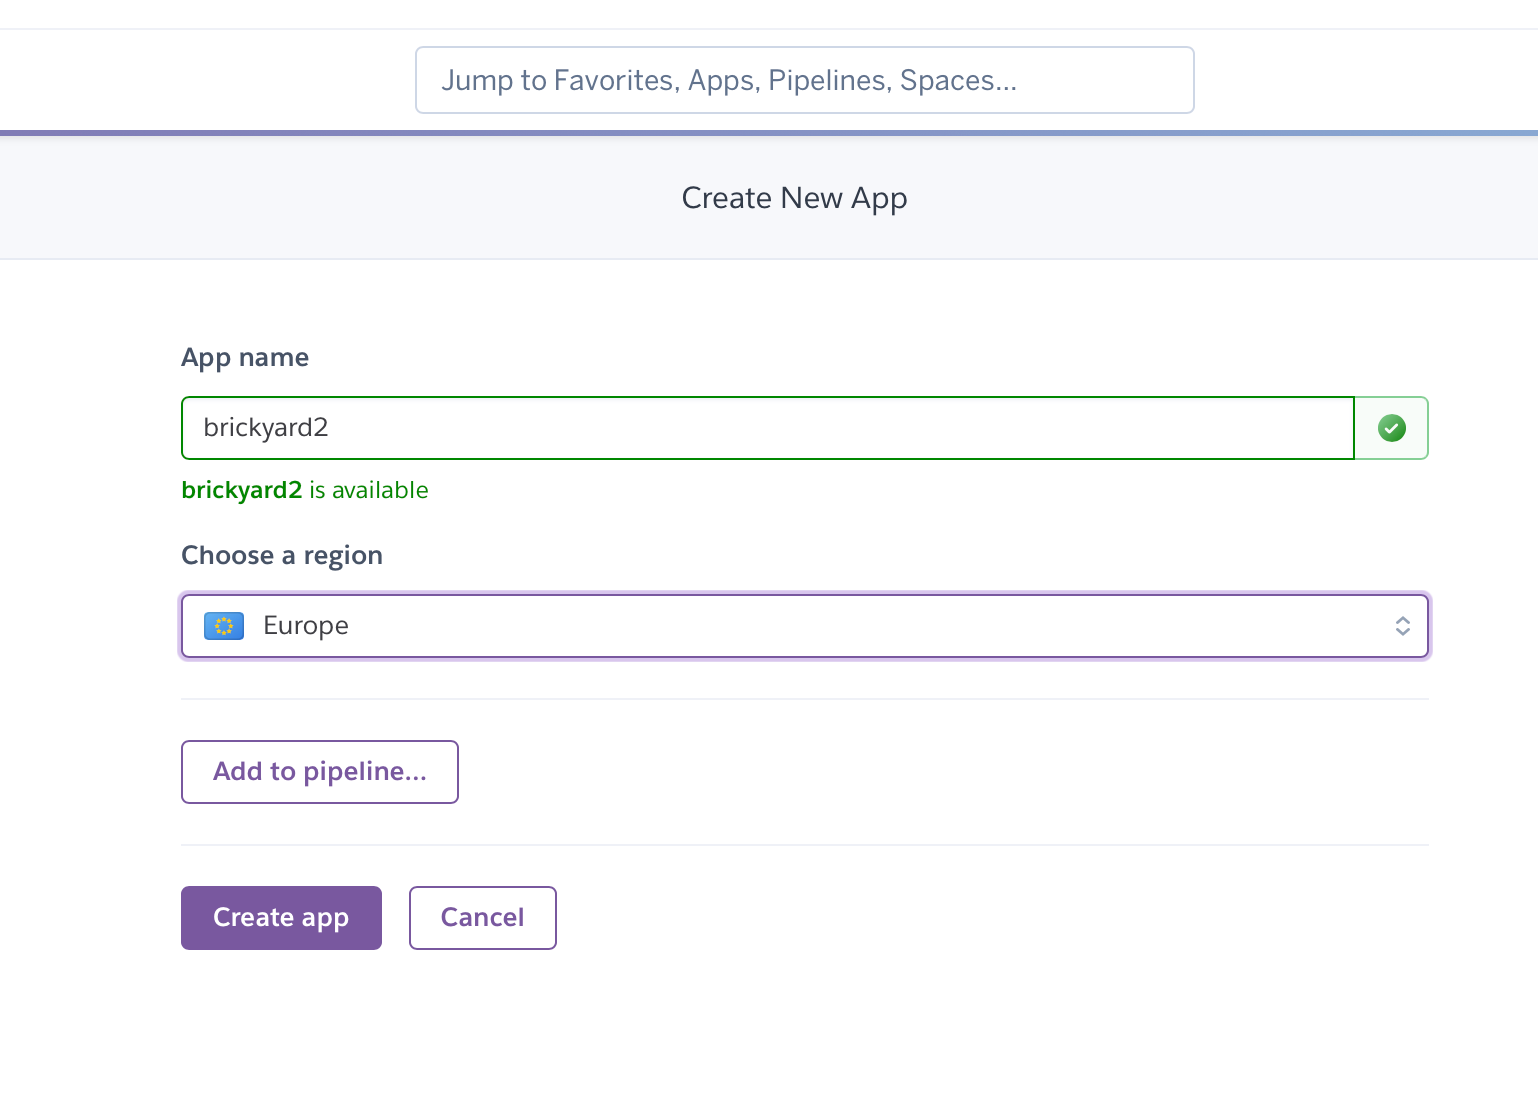 Jump to Favorites, Apps, Pipelines, Spaces...
Create New App
App name
brickyard2
brickyard2 is available
Choose a region
Europe
Add to pipeline...
Create app
Cancel